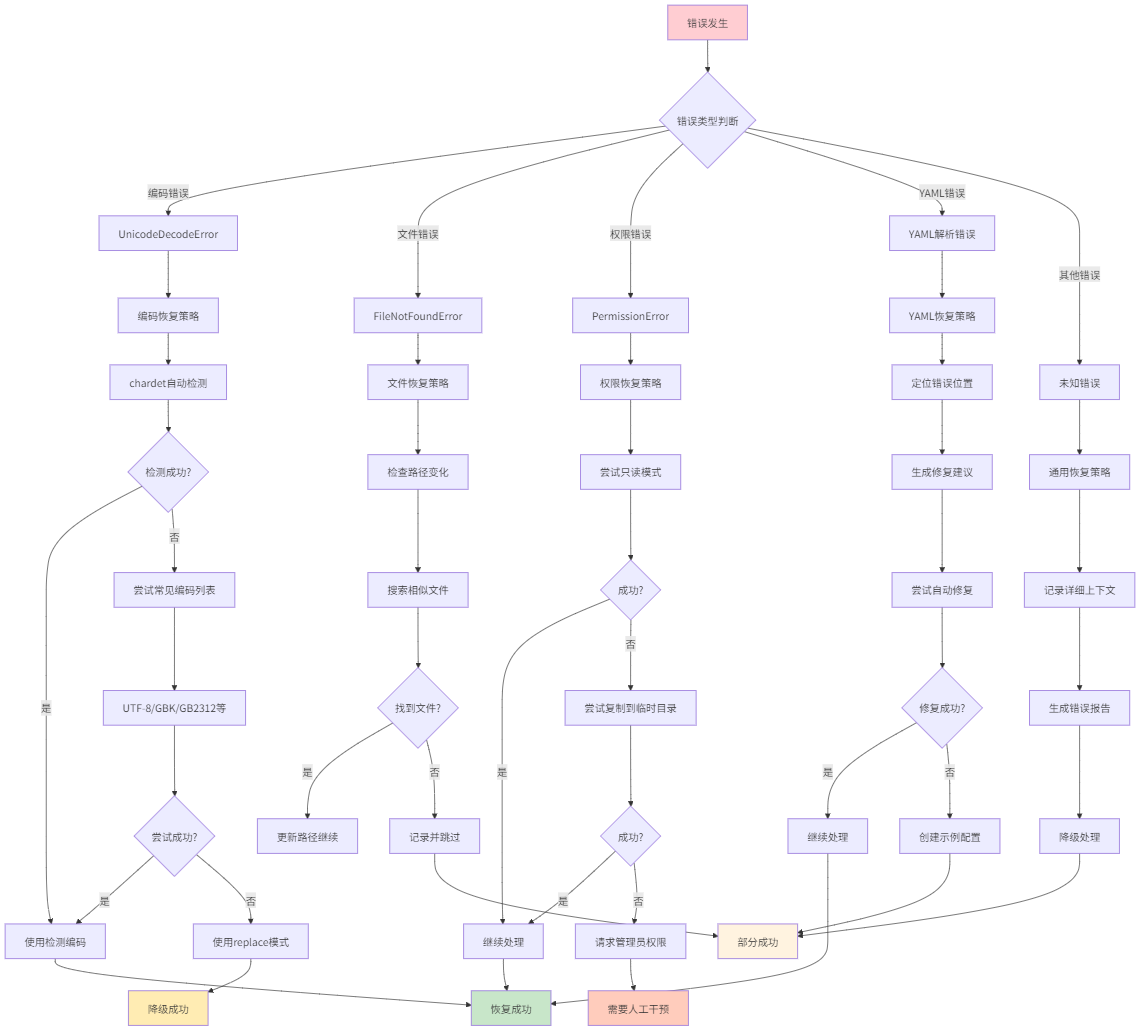 错误发生
错误类型判断
编码错误
YAML错误
UnicodeDecodeError
文件错误
权限错误
YAML解析错误
其他错误
编码恢复策略
FileNotFoundError
PermissionError
YAML恢复策略
chardet自动检测
文件恢复策略
权限恢复策略
定位错误位置
未知错误
检测成功?
检查路径变化
尝试只读模式
生成修复建议
通用恢复策略
否
尝试常见编码列表
搜索相似文件
成功?
尝试自动修复
记录详细上下文
否
是
UTF-8/GBK/GB2312等
找到文件?
尝试复制到临时目录
修复成功?
生成错误报告
是
否
是
是
否
尝试成功?
更新路径继续
记录并跳过
成功?
继续处理
创建示例配置
降级处理
是
否
是
否
使用检测编码
使用replace模式
继续处理
请求管理员权限
部分成功
降级成功
恢复成功
需要人工干预